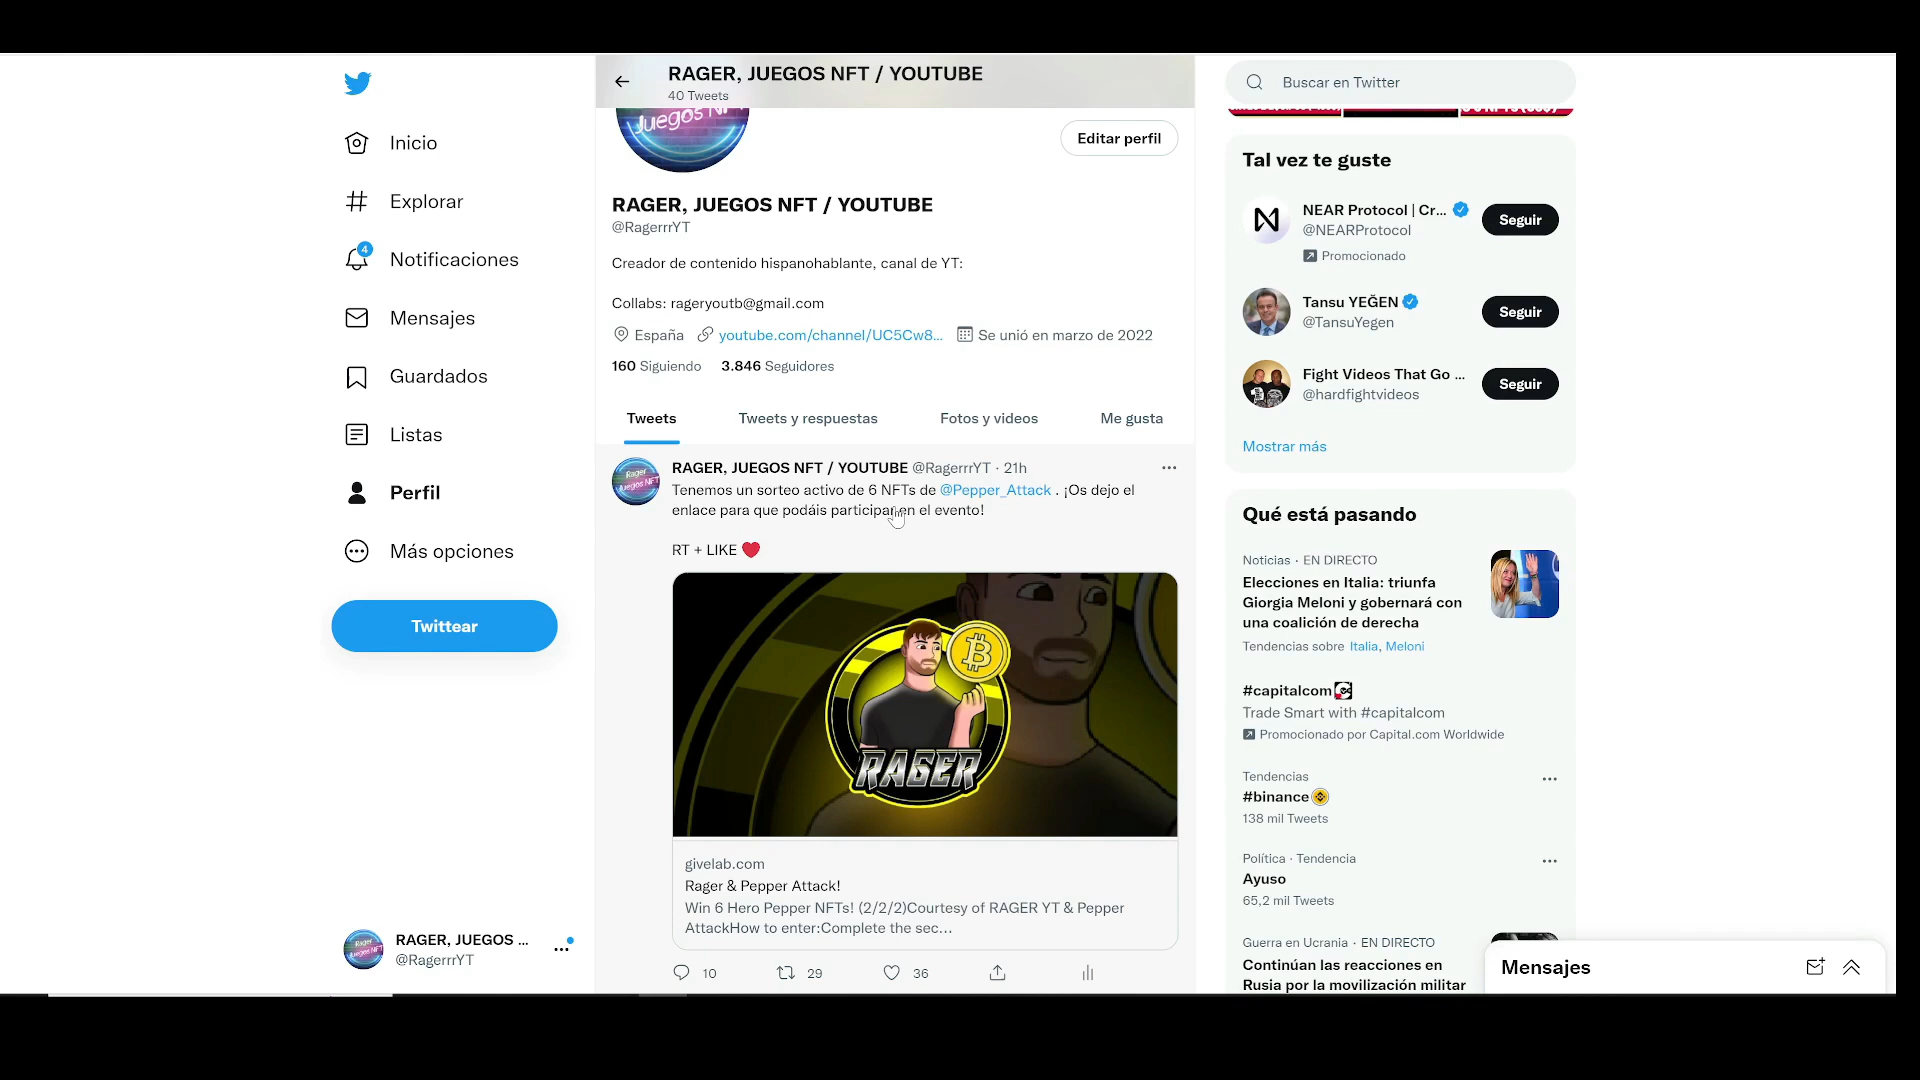 RAGER, JUEGOS NFT / YOUTUBE
40 Tweets
Buscar en Twitter
Inicio
Explorar
4
Notificaciones
Mensajes
Guardados
Listas
Perfil
Más opciones
Twittear
RAGER, JUEGOS ...
@RagerrrYT
Juegos NFT
Editar perfil
RAGER, JUEGOS NFT / YOUTUBE
@RagerrrYT
Creador de contenido hispanohablante, canal de YT:
Collabs: rageryoutb@gmail.com
España youtube.com/channel/UC5Cw8... Se unió en marzo de 2022
160 Siguiendo 3.846 Seguidores
Tweets Tweets y respuestas Fotos y videos Me gusta
Rager
Juegos NFT
RAGER, JUEGOS NFT / YOUTUBE @RagerrrYT · 21h
Tenemos un sorteo activo de 6 NFTs de @Pepper_Attack . ¡Os dejo el
enlace para que podáis participar en el evento!
RT + LIKE ❤️
RAGER
givelab.com
Rager & Pepper Attack!
Win 6 Hero Pepper NFTs! (2/2/2)Courtesy of RAGER YT & Pepper
AttackHow to enter:Complete the sec...
10 29 36
Tal vez te guste
NEAR Protocol | Cr...
@NEARProtocol
Promocionado
Seguir
Tansu YEĞEN
@TansuYegen
Seguir
Fight Videos That Go ...
@hardfightvideos
Seguir
Mostrar más
Qué está pasando
Noticias · EN DIRECTO
Elecciones en Italia: triunfa
Giorgia Meloni y gobernará con
una coalición de derecha
Tendencias sobre Italia, Meloni
#capitalcom
Trade Smart with #capitalcom
Promocionado por Capital.com Worldwide
Tendencias
#binance
138 mil Tweets
Política · Tendencia
Ayuso
65,2 mil Tweets
Guerra en Ucrania · EN DIRECTO
Continúan las reacciones en
Rusia por la movilización militar
Mensajes